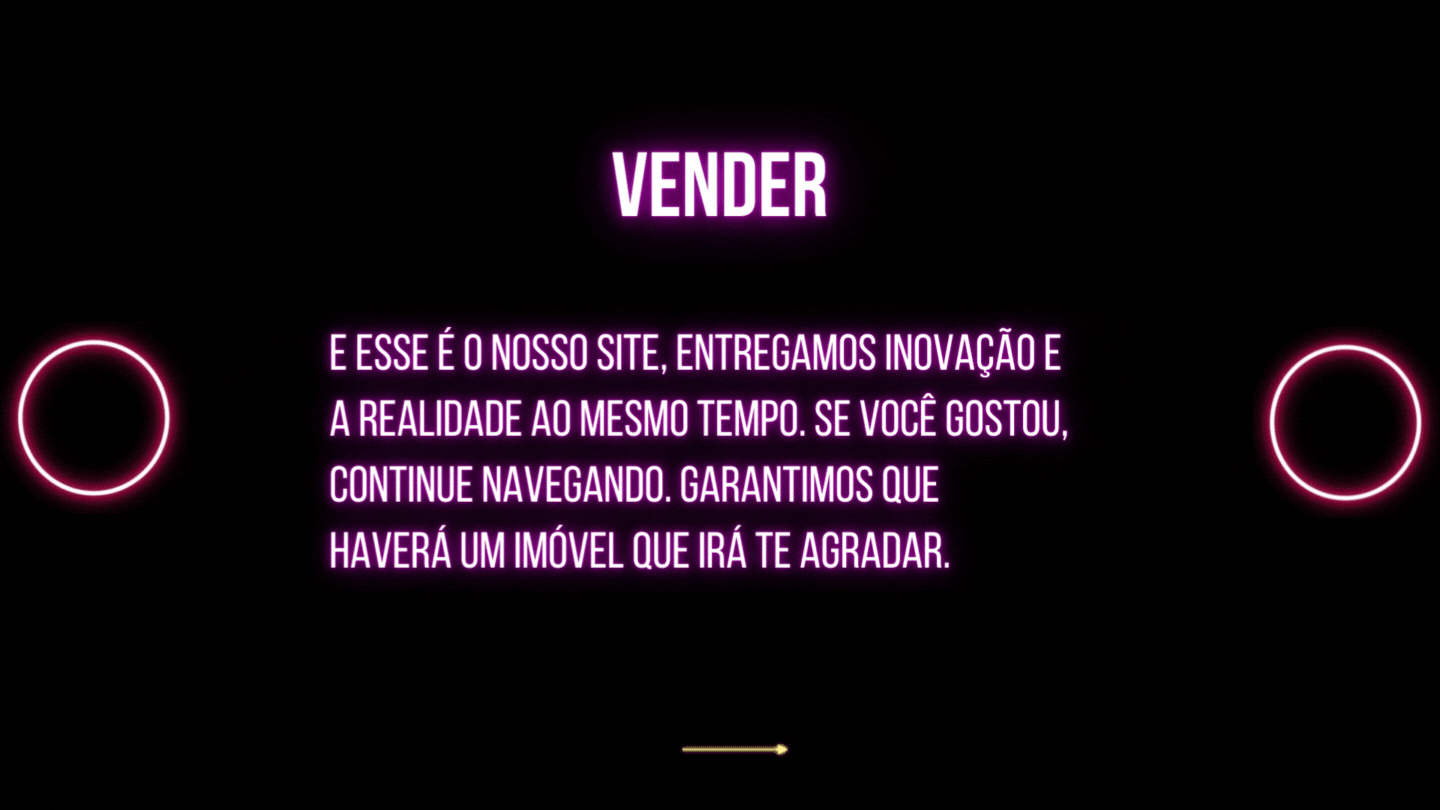 VENDER
E ESSE É O NOSSO SITE, ENTREGAMOS INOVAÇÃO E
A REALIDADE AO MESMO TEMPO. SE VOCÊ GOSTOU,
CONTINUE NAVEGANDO. GARANTIMOS QUE
HAVERÁ UM IMÓVEL QUE IRÁ TE AGRADAR.